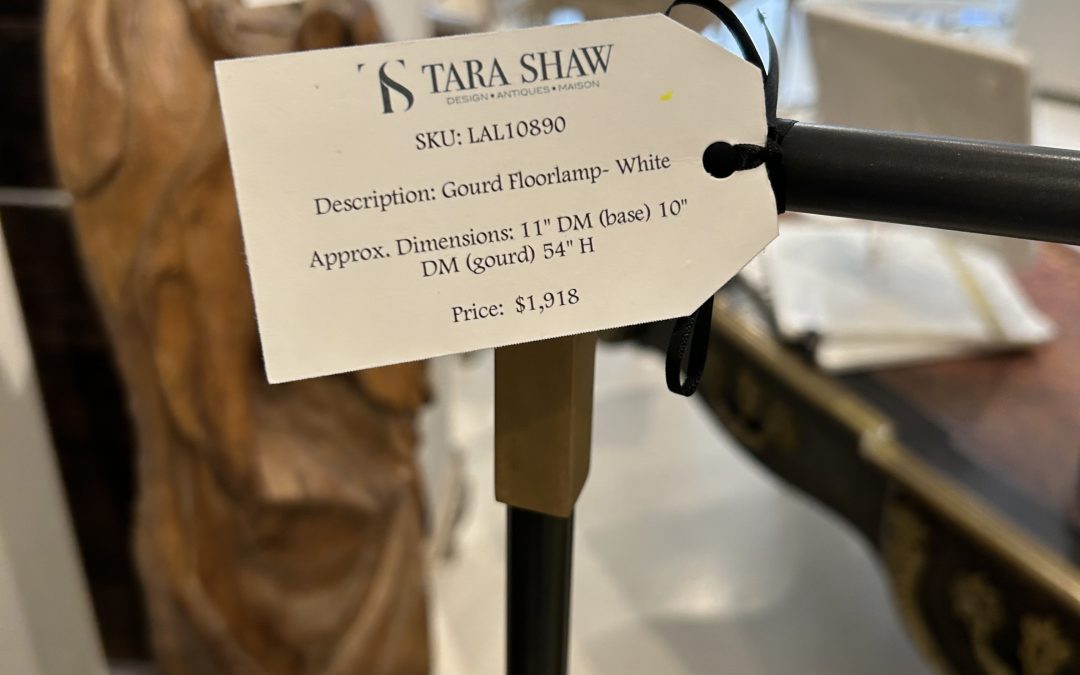 TS TARA SHAW
DESIGN • ANTIQUES • MAISON
SKU: LAL10890
Description: Gourd Floorlamp- White
Approx. Dimensions: 11" DM (base) 10"
DM (gourd) 54" H
Price: $1,918